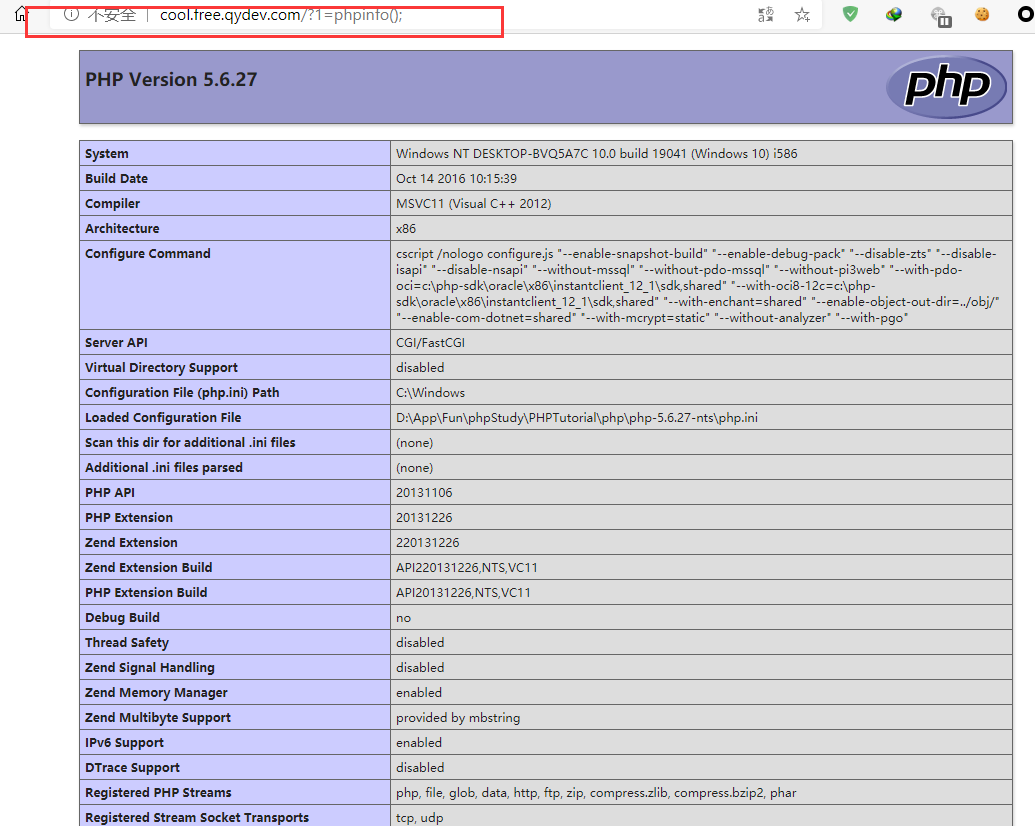 不安全 | cool.free.qydev.com/?1=phpinfo();
PHP Version 5.6.27
php
System Windows NT DESKTOP-BVQ5A7C 10.0 build 19041 (Windows 10) i586
Build Date Oct 14 2016 10:15:39
Compiler MSVC11 (Visual C++ 2012)
Architecture x86
Configure Command cscript /nologo configure.js "--enable-snapshot-build" "--enable-debug-pack" "--disable-zts" "--disable-
isapi" "--disable-nsapi" "--without-mssql" "--without-pdo-mssql" "--without-pi3web" "--with-pdo-
oci=c:\php-sdk\oracle\x86\instantclient_12_1\sdk,shared" "--with-oci8-12c=c:\php-
sdk\oracle\x86\instantclient_12_1\sdk,shared" "--with-enchant=shared" "--enable-object-out-dir=../obj/"
"--enable-com-dotnet=shared" "--with-mcrypt=static" "--without-analyzer" "--with-pgo"
Server API CGI/FastCGI
Virtual Directory Support disabled
Configuration File (php.ini) Path C:\Windows
Loaded Configuration File D:\App\Fun\phpStudy\PHPTutorial\php\php-5.6.27-nts\php.ini
Scan this dir for additional .ini files (none)
Additional .ini files parsed (none)
PHP API 20131106
PHP Extension 20131226
Zend Extension 220131226
Zend Extension Build API220131226,NTS,VC11
PHP Extension Build API20131226,NTS,VC11
Debug Build no
Thread Safety disabled
Zend Signal Handling disabled
Zend Memory Manager enabled
Zend Multibyte Support provided by mbstring
IPv6 Support enabled
DTrace Support disabled
Registered PHP Streams php, file, glob, data, http, ftp, zip, compress.zlib, compress.bzip2, phar
Registered Stream Socket Transports tcp, udp